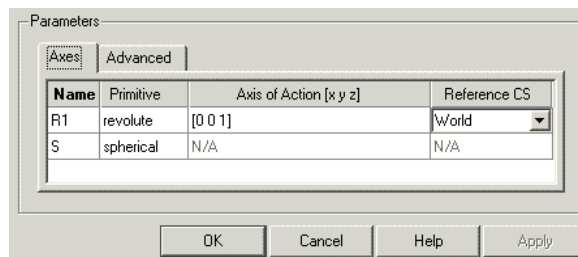 Parameters
Axes Advanced
Name Primitive Axis of Action [x y z] Reference CS
R1 revolute [0 0 1] World
S spherical N/A N/A
OK Cancel Help Apply